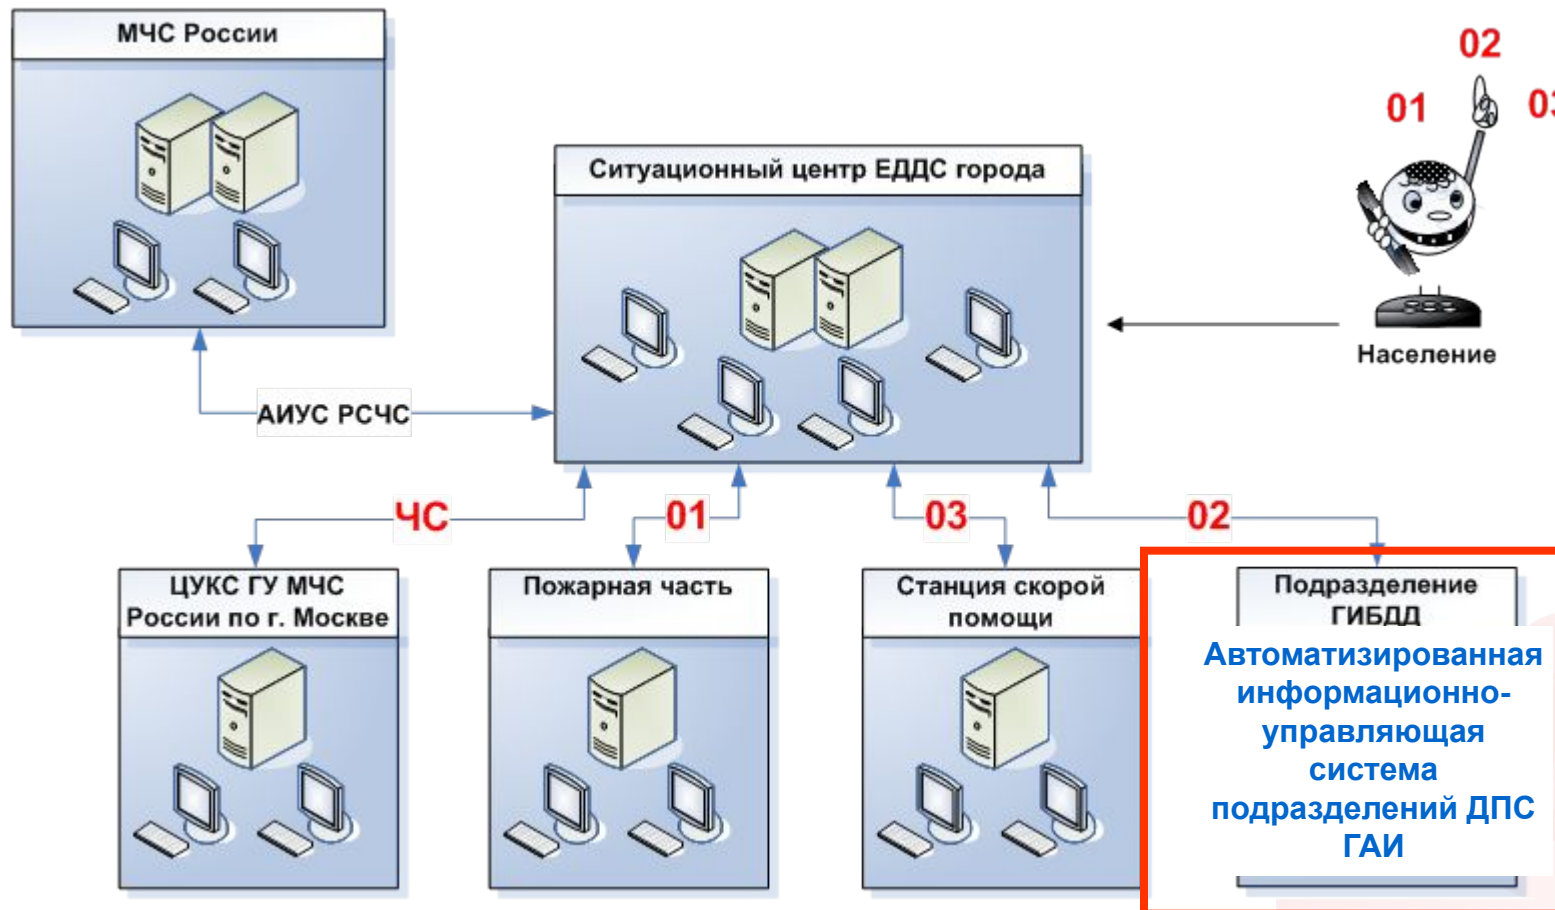 МЧС России
02
01
03
Ситуационный центр ЕДДС города
Население
АИУС РСЧС
ЧС
01
03
02
ЦУКС ГУ МЧС
России по г. Москве
Пожарная часть
Станция скорой
помощи
Подразделение
ГИБДД
Автоматизированная
информационно-
управляющая
система
подразделений ДПС
ГАИ